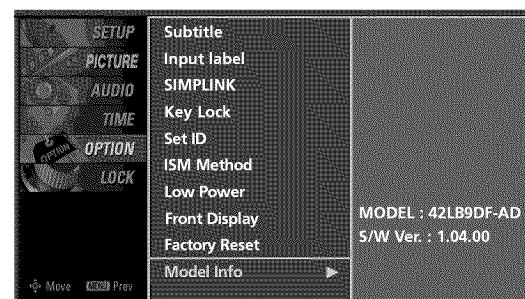 SETUP
PICTURE
AUDIO
TIME
OPTION
OPTION
LOCK
Move MENU Prev
Subtitle
Input label
SIMPLINK
Key Lock
Set ID
ISM Method
Low Power
Front Display
Factory Reset
Model Info
MODEL : 42LB9DF-AD
S/W Ver. : 1.04.00